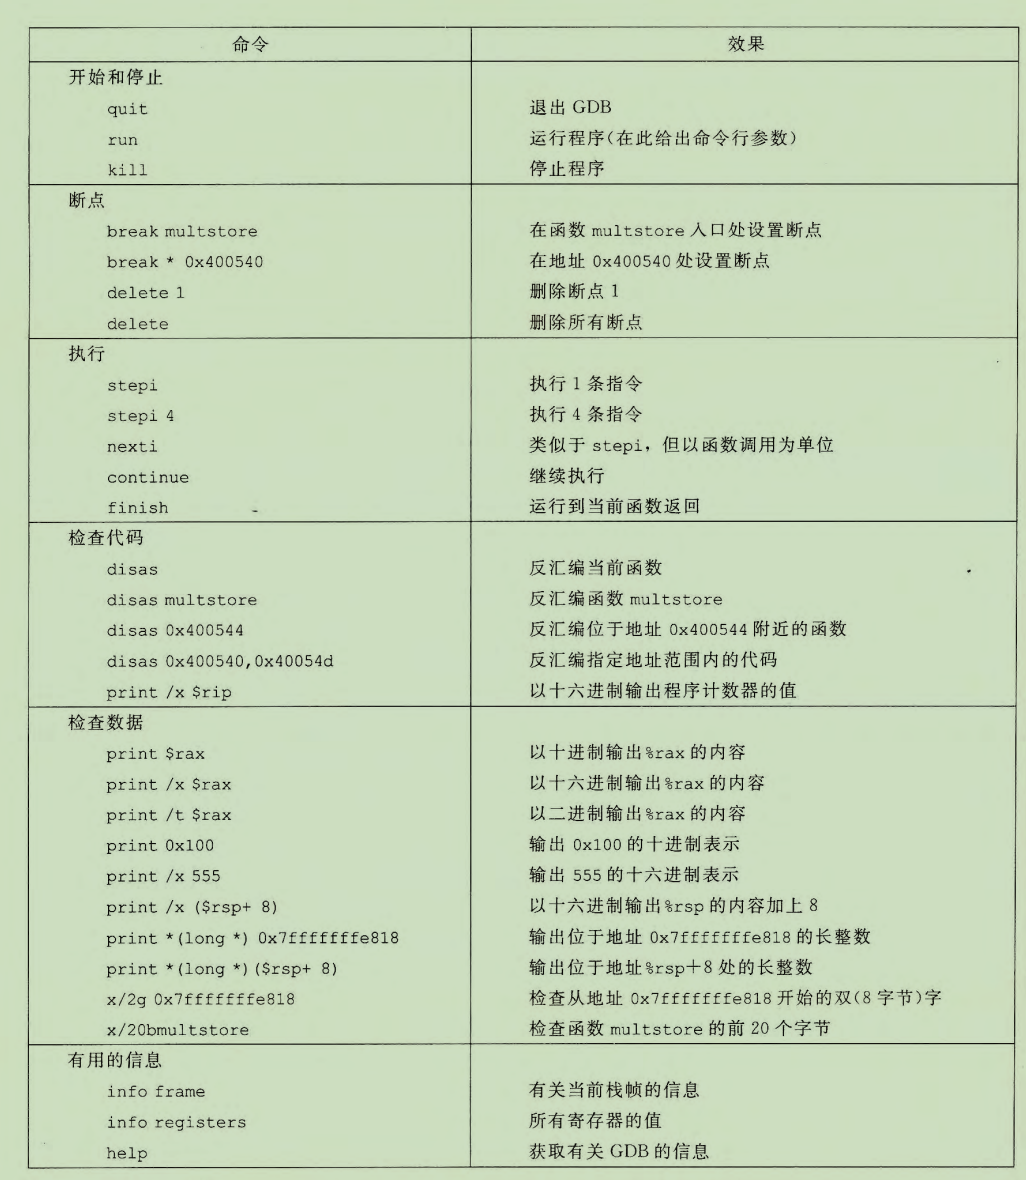 命令 效果
开始和停止
quit 退出 GDB
run 运行程序(在此给出命令行参数)
kill 停止程序
断点
break multstore 在函数 multstore 入口处设置断点
break * 0x400540 在地址 0x400540 处设置断点
delete 1 删除断点 1
delete 删除所有断点
执行
stepi 执行 1 条指令
stepi 4 执行 4 条指令
nexti 类似于 stepi，但以函数调用为单位
continue 继续执行
finish 运行到当前函数返回
检查代码
disas 反汇编当前函数
disas multstore 反汇编函数 multstore
disas 0x400544 反汇编位于地址 0x400544 附近的函数
disas 0x400540,0x40054d 反汇编指定地址范围内的代码
print /x $rip 以十六进制输出程序计数器的值
检查数据
print $rax 以十进制输出%rax 的内容
print /x $rax 以十六进制输出%rax 的内容
print /t $rax 以二进制输出%rax 的内容
print 0x100 输出 0x100 的十进制表示
print /x 555 输出 555 的十六进制表示
print /x ($rsp+ 8) 以十六进制输出%rsp 的内容加上 8
print *(long *) 0x7fffffffe818 输出位于地址 0x7fffffffe818 的长整数
print *(long *)($rsp+ 8) 输出位于地址%rsp+8 处的长整数
x/2g 0x7fffffffe818 检查从地址 0x7fffffffe818 开始的双(8 字节)字
x/20bmultstore 检查函数 multstore 的前 20 个字节
有用的信息
info frame 有关当前栈帧的信息
info registers 所有寄存器的值
help 获取有关 GDB 的信息